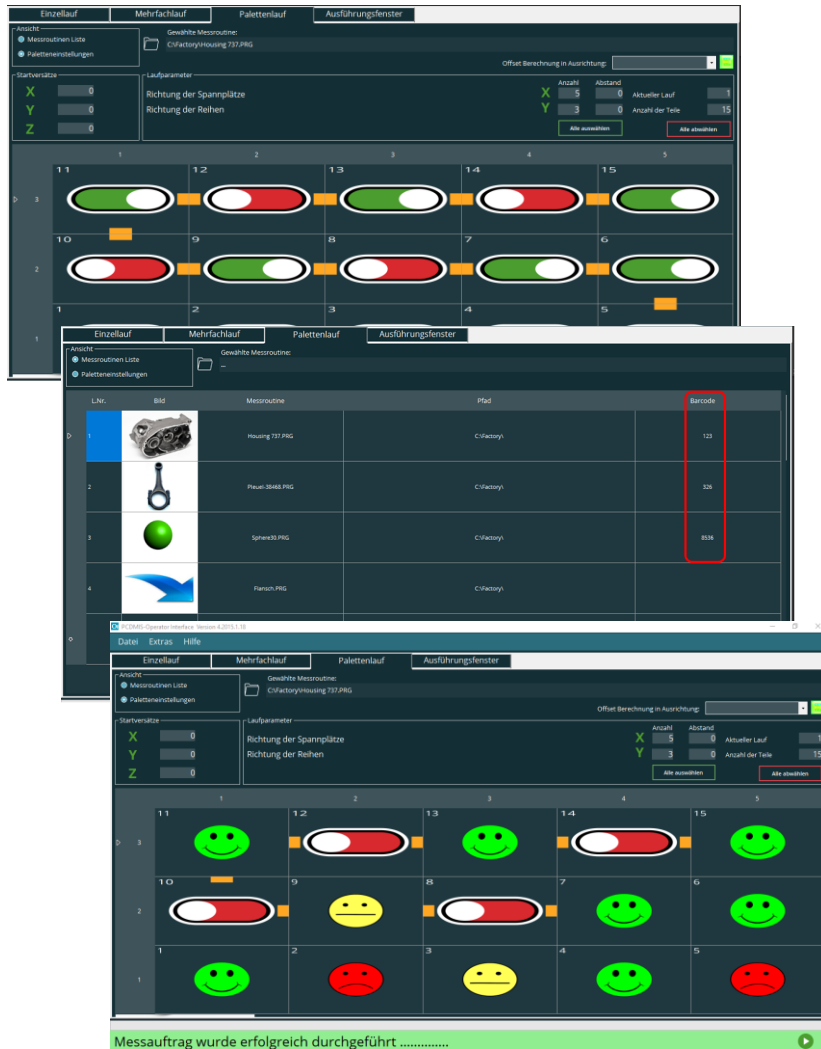 Einzellauf Mehrfachlauf Palettenlauf Ausführungsfenster
Ansicht
Messroutinen Liste
Paletteneinstellungen
Gewählte Messroutine:
C:\Factory\Housing 737.PRG
Offset Berechnung in Ausrichtung:
Startversätze
X 0
Y 0
Z 0
Laufparameter
Richtung der Spannplätze
Richtung der Reihen
Anzahl Abstand
X 5 0 Aktueller Lauf 1
Y 3 0 Anzahl der Teile 15
Alle auswählen Alle abwählen
1 2 3 4 5
11 12 13 14 15
3
10 9 8 7 6
2
1 2 3 4 5
1
Einzellauf Mehrfachlauf Palettenlauf Ausführungsfenster
Ansicht
Messroutinen Liste
Paletteneinstellungen
Gewählte Messroutine:
L.Nr. Bild Messroutine Pfad Barcode
1 Housing 737.PRG C:\Factory\ 123
2 Pleuel-38468.PRG C:\Factory\ 326
3 Sphere30.PRG C:\Factory\ 8536
4 Flansch.PRG C:\Factory\
PCDMIS-Operator Interface Version 4.2019.1.18
Datei Extras Hilfe
Einzellauf Mehrfachlauf Palettenlauf Ausführungsfenster
Ansicht
Messroutinen Liste
Paletteneinstellungen
Gewählte Messroutine:
C:\Factory\Housing 737.PRG
Offset Berechnung in Ausrichtung:
Startversätze
X 0
Y 0
Z 0
Laufparameter
Richtung der Spannplätze
Richtung der Reihen
Anzahl Abstand
X 5 0 Aktueller Lauf 1
Y 3 0 Anzahl der Teile 15
Alle auswählen Alle abwählen
1 2 3 4 5
11 12 13 14 15
3
10 9 8 7 6
2
1 2 3 4 5
1
Messauftrag wurde erfolgreich durchgeführt ..............